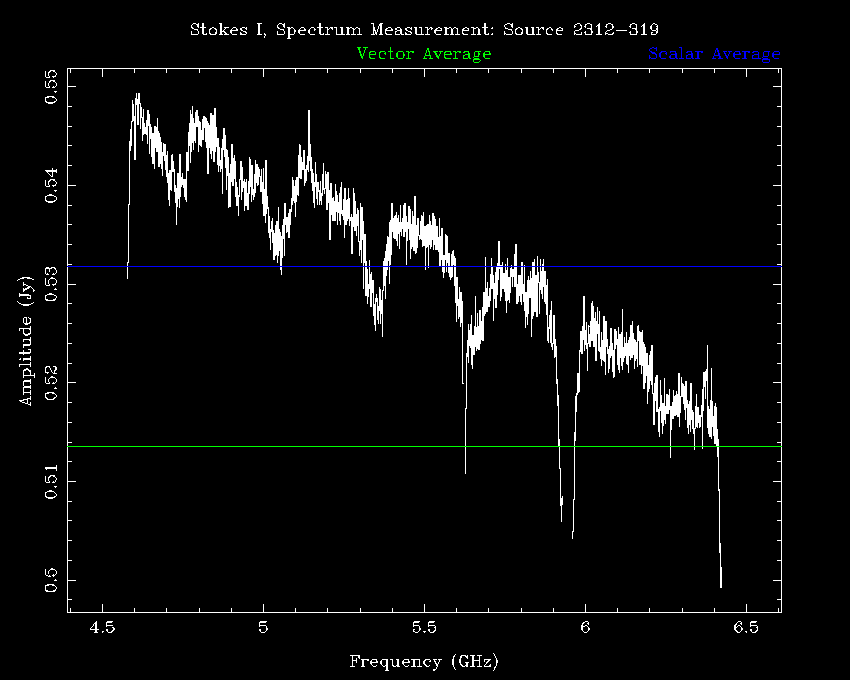 Stokes I, Spectrum Measurement: Source 2312−319
Vector Average Scalar Average
0.55
0.54
0.53
0.52
0.51
0.5
Amplitude (Jy)
4.5 5 5.5 6 6.5
Frequency (GHz)